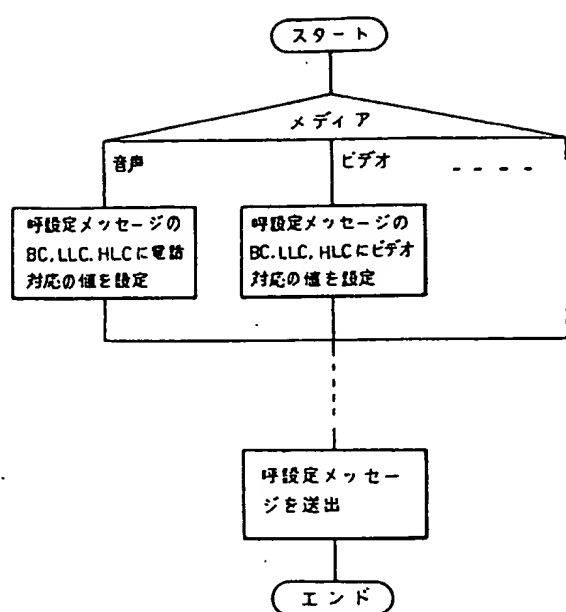 スタート
メディア
音声
ビデオ
呼設定メッセージの
BC,LLC,HLCに電話
対応の値を設定
呼設定メッセージの
BC,LLC,HLCにビデオ
対応の値を設定
呼設定メッセー
ジを送出
エンド